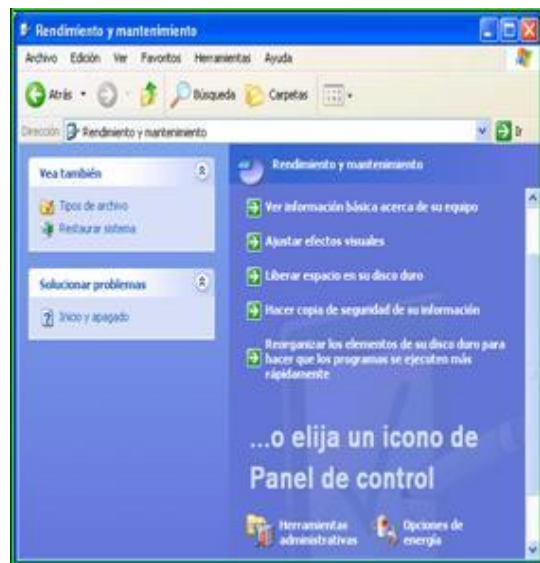 Rendimiento y mantenimiento
Archivo Edición Ver Favoritos Herramientas Ayuda
Atrás Búsqueda Carpetas
Dirección Rendimiento y mantenimiento Ir
Vea también
Tipos de archivo
Restaurar sistema
Solucionar problemas
Inicio y apagado
Rendimiento y mantenimiento
Ver información básica acerca de su equipo
Ajustar efectos visuales
Liberar espacio en su disco duro
Hacer copia de seguridad de su información
Reorganizar los elementos de su disco duro para
hacer que los programas se ejecuten más
rápidamente
...o elija un icono de
Panel de control
Herramientas
administrativas
Opciones de
energía